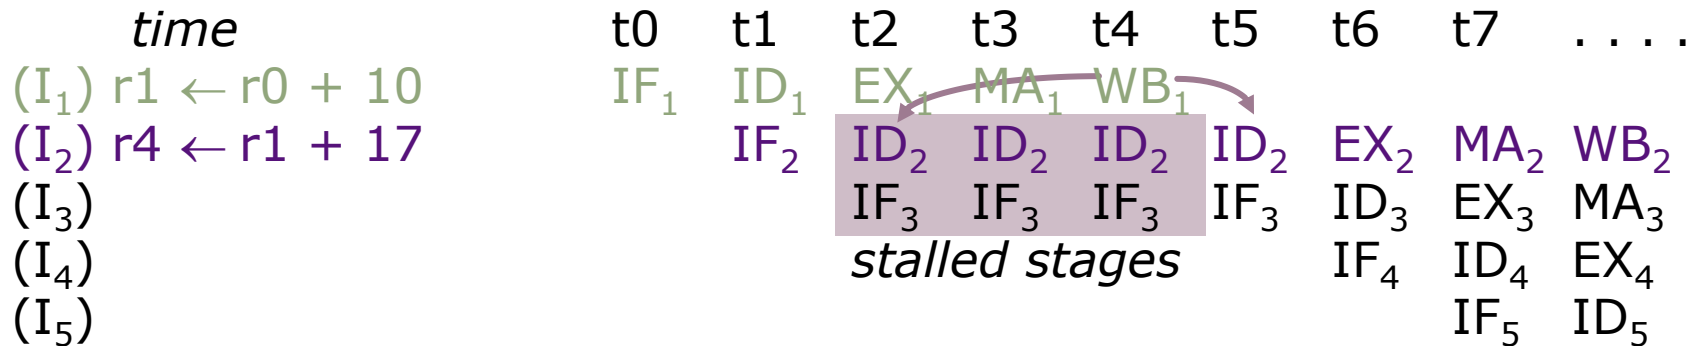 time t0 t1 t2 t3 t4 t5 t6 t7 . . . .
(I₁) r1 ← r0 + 10 IF₁ ID₁ EX₁ MA₁ WB₁
(I₂) r4 ← r1 + 17 IF₂ ID₂ ID₂ ID₂ ID₂ EX₂ MA₂ WB₂
(I₃) IF₃ IF₃ IF₃ IF₃ ID₃ EX₃ MA₃
(I₄) stalled stages IF₄ ID₄ EX₄
(I₅) IF₅ ID₅